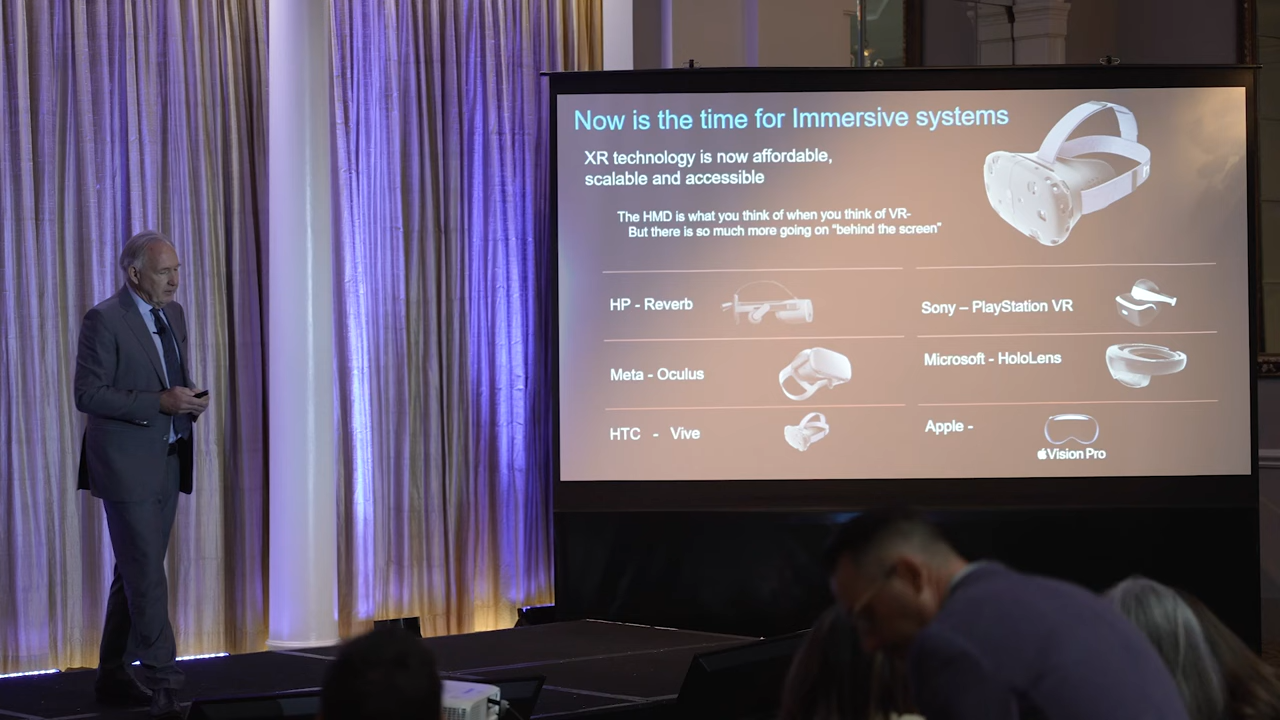 Now is the time for Immersive systems
XR technology is now affordable,
scalable and accessible
The HMD is what you think of when you think of VR-
But there is so much more going on “behind the screen”
HP - Reverb
Meta - Oculus
HTC - Vive
Sony – PlayStation VR
Microsoft - HoloLens
Apple -
Vision Pro